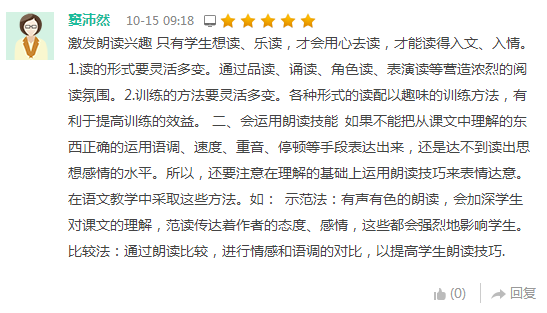 窦沛然 10-15 09:18
激发朗读兴趣 只有学生想读、乐读，才会用心去读，才能读得入文、入情。
1.读的形式要灵活多变。通过品读、诵读、角色读、表演读等营造浓烈的阅
读氛围。2.训练的方法要灵活多变。各种形式的读配以趣味的训练方法，有
利于提高训练的效益。 二、会运用朗读技能 如果不能把从课文中理解的东
西正确的运用语调、速度、重音、停顿等手段表达出来，还是达不到读出思
想感情的水平。所以，还要注意在理解的基础上运用朗读技巧来表情达意。
在语文教学中采取这些方法。如： 示范法：有声有色的朗读，会加深学生
对课文的理解，范读传达着作者的态度、感情，这些都会强烈地影响学生。
比较法：通过朗读比较，进行情感和语调的对比，以提高学生朗读技巧.
(0) 回复